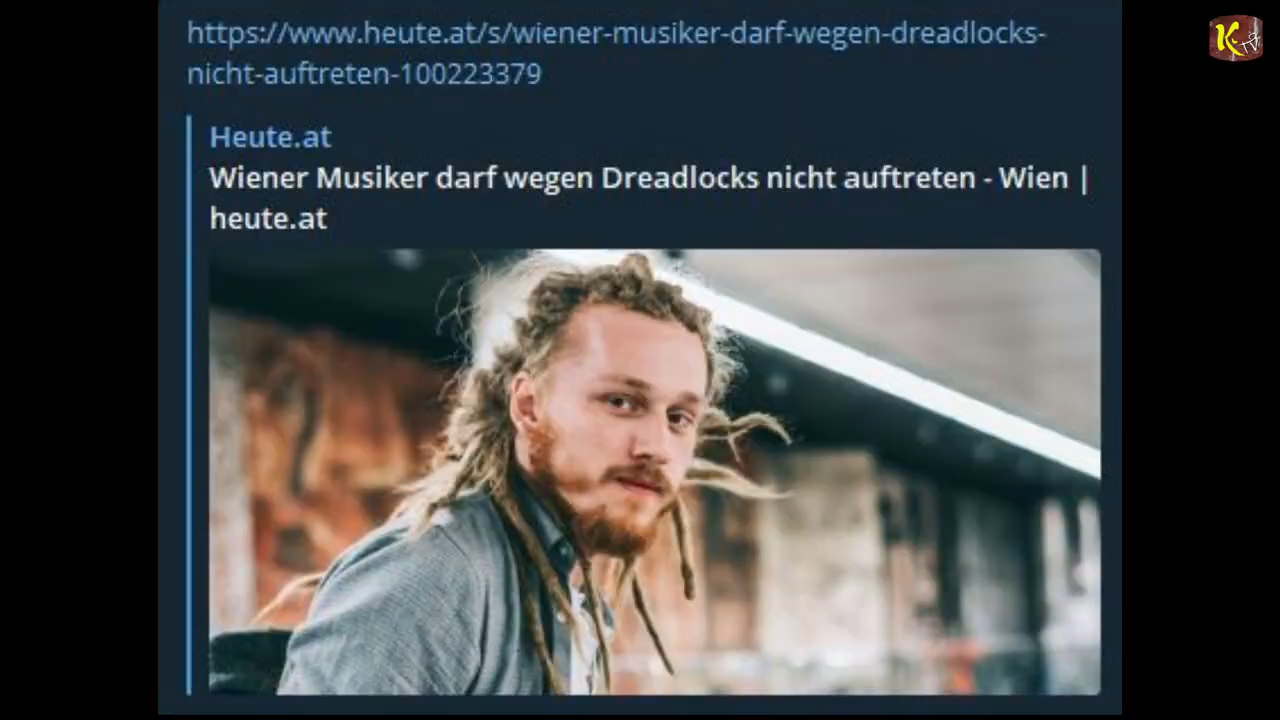 https://www.heute.at/s/wiener-musiker-darf-wegen-dreadlocks-
nicht-auftreten-100223379
Heute.at
Wiener Musiker darf wegen Dreadlocks nicht auftreten - Wien |
heute.at